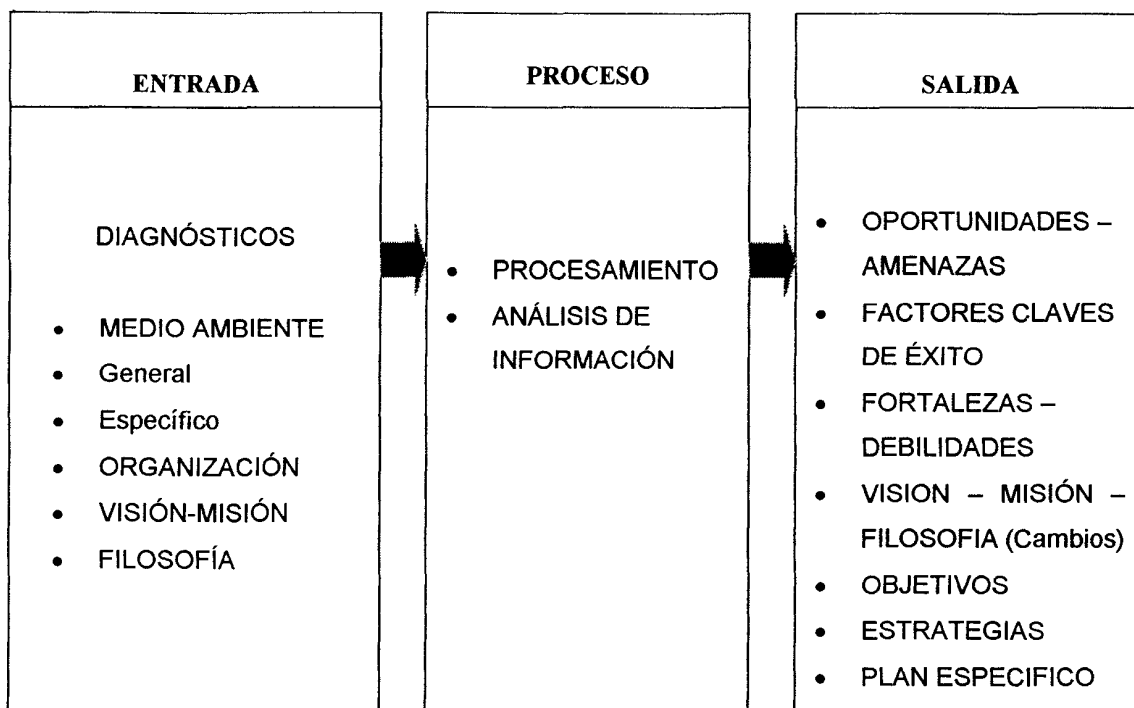 ENTRADA
DIAGNÓSTICOS
• MEDIO AMBIENTE
• General
• Específico
• ORGANIZACIÓN
• VISIÓN-MISIÓN
• FILOSOFÍA
PROCESO
• PROCESAMIENTO
• ANÁLISIS DE
INFORMACIÓN
SALIDA
• OPORTUNIDADES –
AMENAZAS
• FACTORES CLAVES
DE ÉXITO
• FORTALEZAS –
DEBILIDADES
• VISION – MISIÓN –
FILOSOFIA (Cambios)
• OBJETIVOS
• ESTRATEGIAS
• PLAN ESPECIFICO